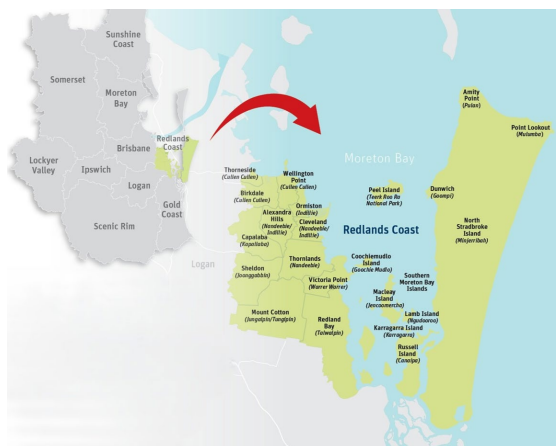 Sunshine
Coast
Somerset
Moreton
Bay
Redlands
Coast
Brisbane
Lockyer
Valley
Ipswich
Logan
Gold
Coast
Scenic Rim
Logan
Moreton Bay
Redlands Coast
Thorneside
(Cullen Cullen)
Wellington
Point
(Cullen Cullen)
Birkdale
(Cullen Cullen)
Ormiston
(Indillie)
Alexandra
Hills
(Nandeebie/
Indillie)
Cleveland
(Nandeebie/
Indillie)
Capalaba
(Kapallaba)
Thornlands
(Nandeebie)
Sheldon
(Joonggabbin)
Victoria Point
(Warrer Warrer)
Mount Cotton
(Jungalpin/Tungipin)
Redland
Bay
(Talwalpin)
Peel Island
(Teerk Roo Ra
National Park)
Coochiemudlo
Island
(Goochie Mudlo)
Macleay
Island
(Jencoomercha)
Southern
Moreton Bay
Islands
Lamb Island
(Ngudooroo)
Karragarra Island
(Karragarra)
Russell
Island
(Canaipa)
Amity
Point
(Pulan)
Point Lookout
(Mulumba)
Dunwich
(Goompi)
North
Stradbroke
Island
(Minjerribah)